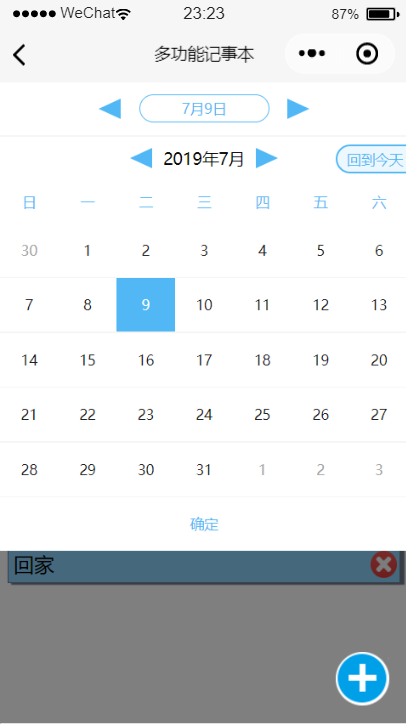 WeChat 23:23 87%
多功能记事本
7月9日
2019年7月 回到今天
日 一 二 三 四 五 六
30 1 2 3 4 5 6
7 8 9 10 11 12 13
14 15 16 17 18 19 20
21 22 23 24 25 26 27
28 29 30 31 1 2 3
确定
回家